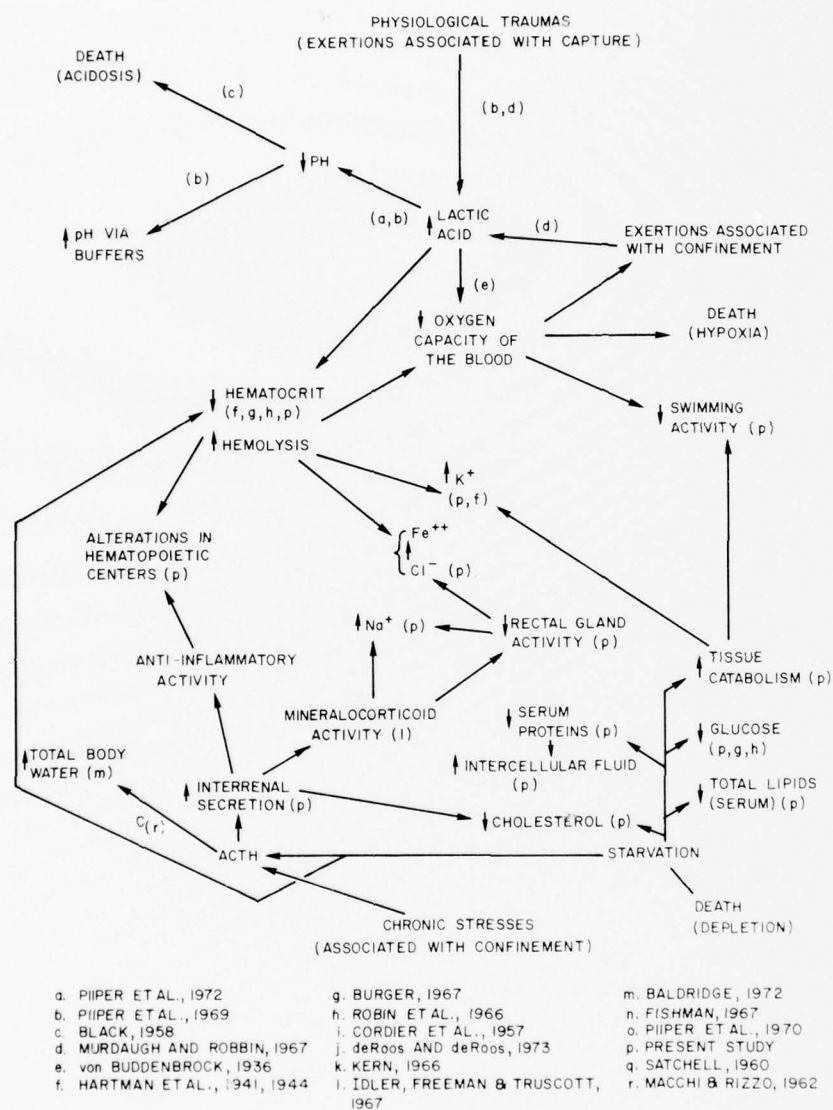 PHYSIOLOGICAL TRAUMAS
(EXERTIONS ASSOCIATED WITH CAPTURE)
DEATH
(ACIDOSIS)
(c)
(b,d)
PH
(b)
(a,b)
LACTIC
ACID
(d)
EXERTIONS ASSOCIATED
WITH CONFINEMENT
pH VIA
BUFFERS
(e)
OXYGEN
CAPACITY OF
THE BLOOD
DEATH
(HYPOXIA)
HEMATOCRIT
(f,g,h,p)
HEMOLYSIS
SWIMMING
ACTIVITY (p)
K+
(p,f)
ALTERATIONS IN
HEMATOPOIETIC
CENTERS (p)
Fe++
Cl− (p)
Na+ (p)
RECTAL GLAND
ACTIVITY (p)
ANTI-INFLAMMATORY
ACTIVITY
TISSUE
CATABOLISM (p)
MINERALOCORTICOID
ACTIVITY (l)
SERUM
PROTEINS (p)
GLUCOSE
(p,g,h)
TOTAL BODY
WATER (m)
INTERCELLULAR FLUID
(p)
INTERRENAL
SECRETION (p)
TOTAL LIPIDS
(SERUM) (p)
C(r)
CHOLESTEROL (p)
ACTH
STARVATION
DEATH
(DEPLETION)
CHRONIC STRESSES
(ASSOCIATED WITH CONFINEMENT)
a. PIIPER ET AL., 1972
b. PIIPER ET AL., 1969
c. BLACK, 1958
d. MURDAUGH AND ROBBIN, 1967
e. von BUDDENBROCK, 1936
f. HARTMAN ET AL., 1941, 1944
g. BURGER, 1967
h. ROBIN ET AL., 1966
i. CORDIER ET AL., 1957
j. deROOS AND deROOS, 1973
k. KERN, 1966
l. IDLER, FREEMAN & TRUSCOTT,
1967
m. BALDRIDGE, 1972
n. FISHMAN, 1967
o. PIIPER ET AL., 1970
p. PRESENT STUDY
q. SATCHELL, 1960
r. MACCHI & RIZZO, 1962